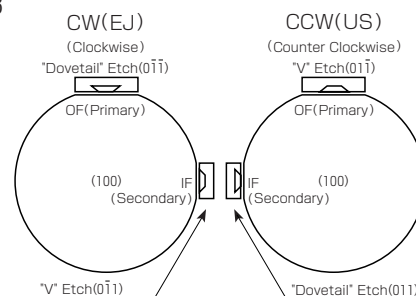 CW(EJ)
(Clockwise)
"Dovetail" Etch(01̄1̄)
OF(Primary)
(100)
IF
(Secondary)
"V" Etch(01̄1)
CCW(US)
(Counter Clockwise)
"V" Etch(011̄)
OF(Primary)
IF
(100)
(Secondary)
"Dovetail" Etch(011)